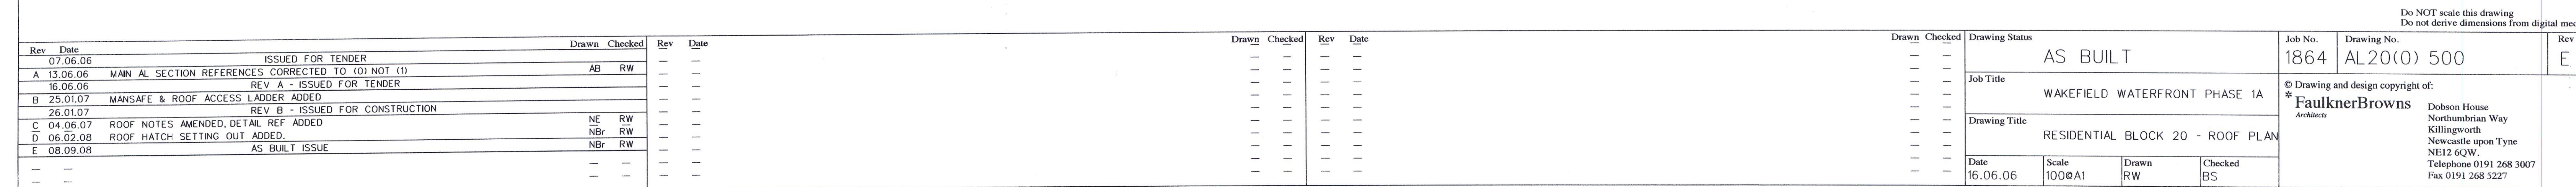 Do NOT scale this drawing
Do not derive dimensions from digital
Rev Date Drawn Checked Rev Date Drawn Checked Rev Date Drawn Checked
07.06.06 ISSUED FOR TENDER
A 13.06.06 MAIN AL SECTION REFERENCES CORRECTED TO (0) NOT (1) AB RW
16.06.06 REV A - ISSUED FOR TENDER
B 25.01.07 MANSAFE & ROOF ACCESS LADDER ADDED
26.01.07 REV B - ISSUED FOR CONSTRUCTION
C 04.06.07 ROOF NOTES AMENDED, DETAIL REF ADDED NE RW
D 06.02.08 ROOF HATCH SETTING OUT ADDED. NBr RW
E 08.09.08 AS BUILT ISSUE NBr RW
Drawing Status
AS BUILT
Job Title
WAKEFIELD WATERFRONT PHASE 1A
Drawing Title
RESIDENTIAL BLOCK 20 - ROOF PLAN
Date Scale Drawn Checked
16.06.06 100@A1 RW BS
Job No. Drawing No. Rev
1864 AL20(0) 500 E
© Drawing and design copyright of:
* FaulknerBrowns
Architects
Dobson House
Northumbrian Way
Killingworth
Newcastle upon Tyne
NE12 6QW.
Telephone 0191 268 3007
Fax 0191 268 5227